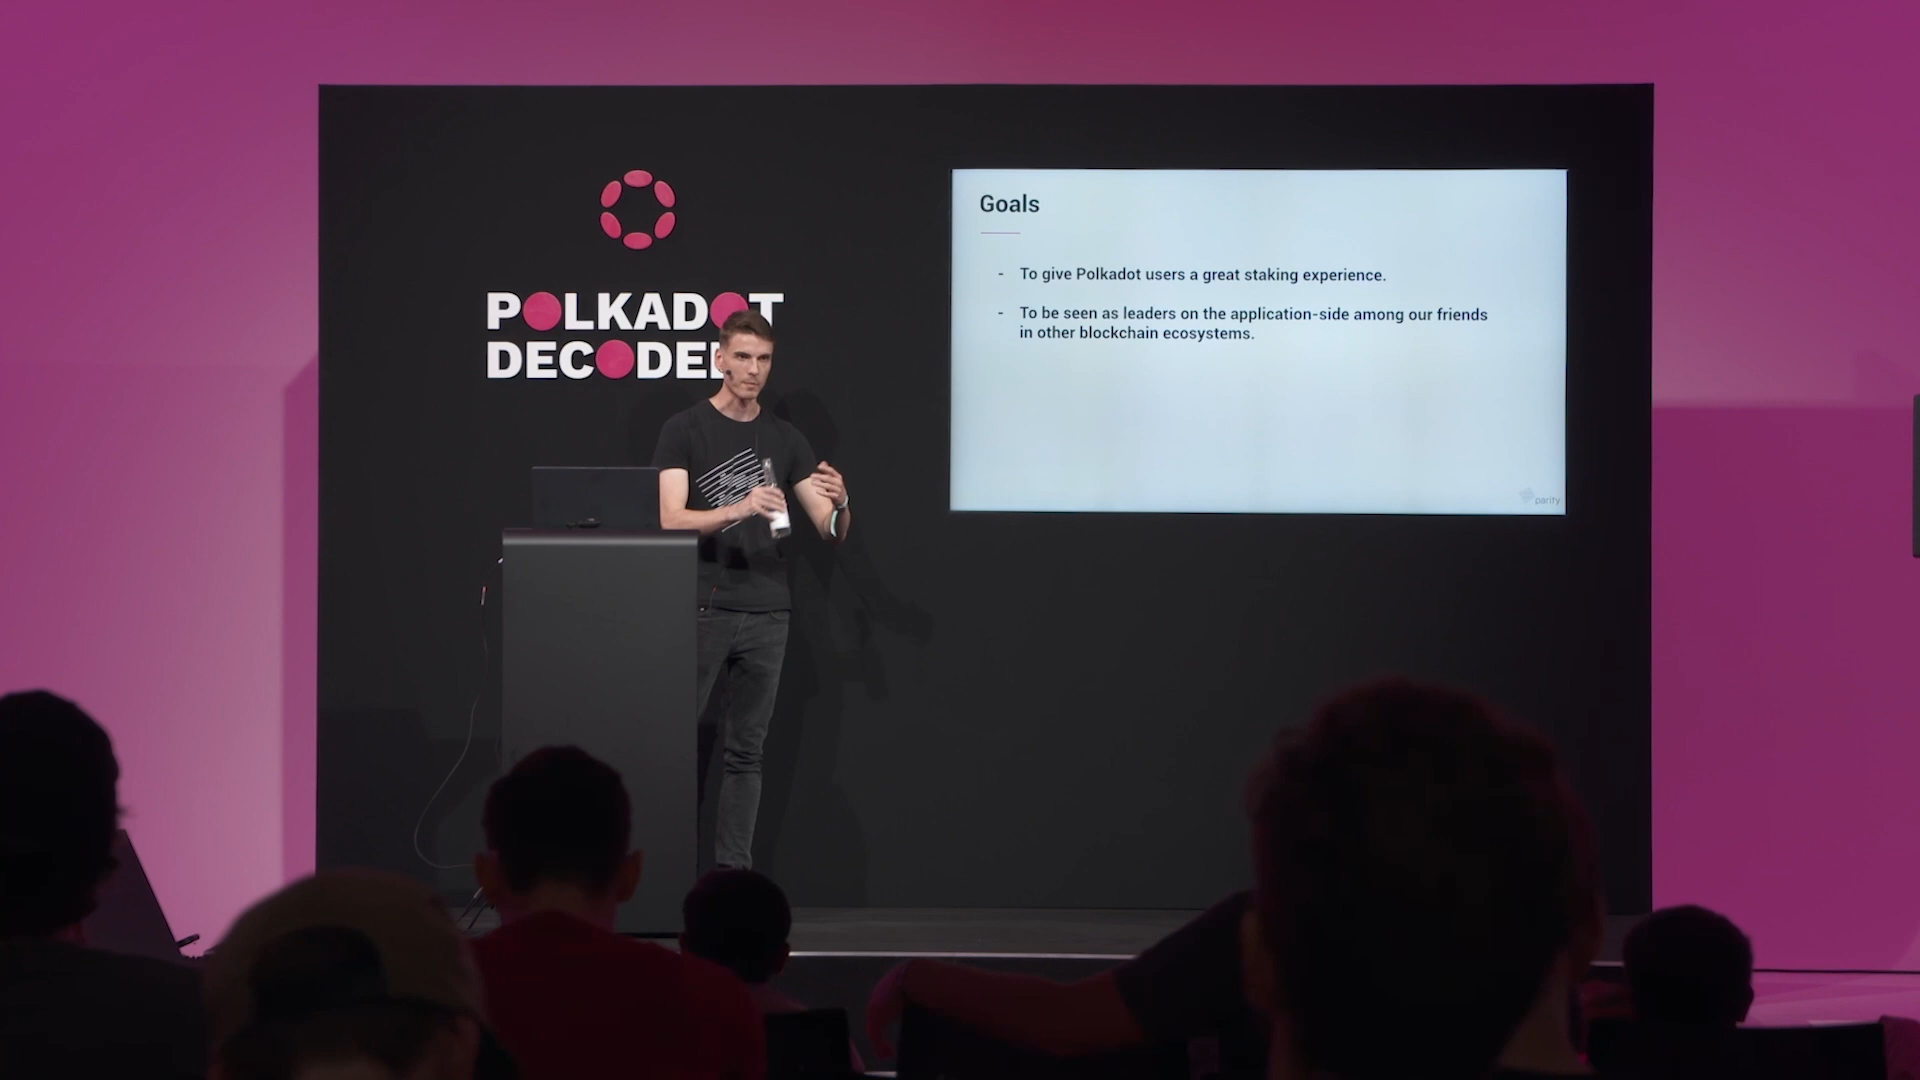 POLKADOT
DECODED
Goals
- To give Polkadot users a great staking experience.
- To be seen as leaders on the application-side among our friends
in other blockchain ecosystems.
parity